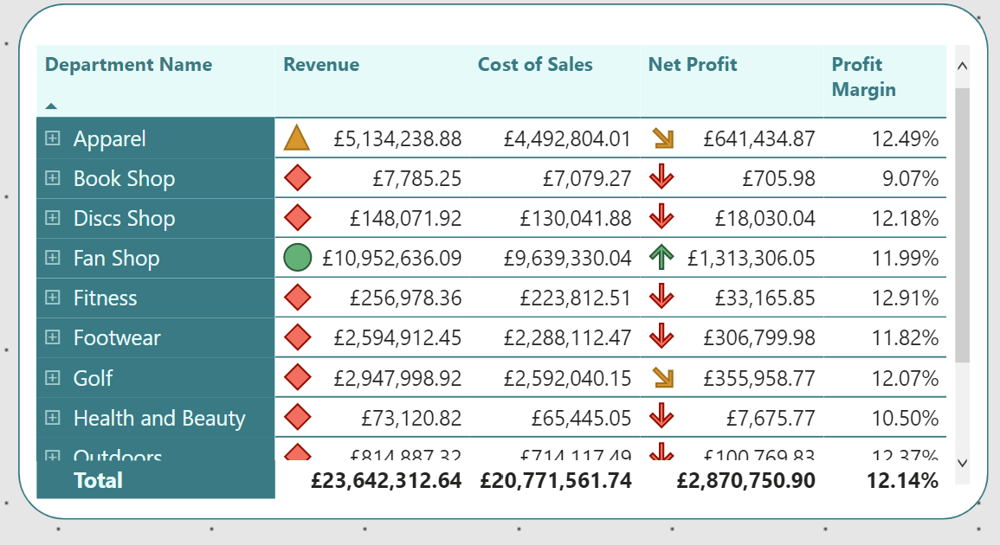 Department Name Revenue Cost of Sales Net Profit Profit Margin
Apparel £5,134,238.88 £4,492,804.01 £641,434.87 12.49%
Book Shop £7,785.25 £7,079.27 £705.98 9.07%
Discs Shop £148,071.92 £130,041.88 £18,030.04 12.18%
Fan Shop £10,952,636.09 £9,639,330.04 £1,313,306.05 11.99%
Fitness £256,978.36 £223,812.51 £33,165.85 12.91%
Footwear £2,594,912.45 £2,288,112.47 £306,799.98 11.82%
Golf £2,947,998.92 £2,592,040.15 £355,958.77 12.07%
Health and Beauty £73,120.82 £65,445.05 £7,675.77 10.50%
Outdoors £814,887.32 £714,117.49 £100,769.83 12.37%
Total £23,642,312.64 £20,771,561.74 £2,870,750.90 12.14%